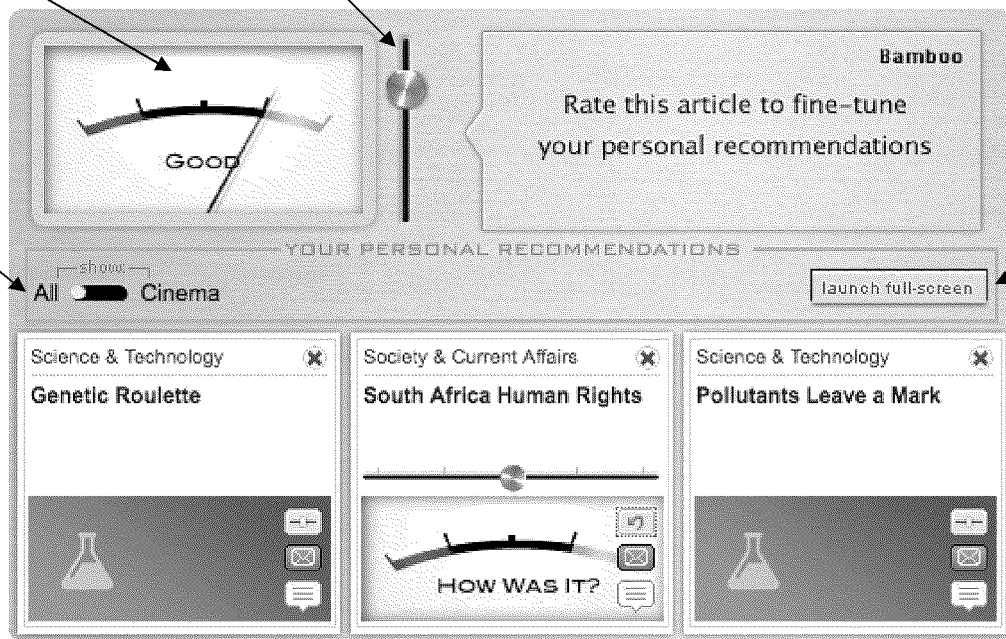 Bamboo
Rate this article to fine-tune
your personal recommendations
GOOD
YOUR PERSONAL RECOMMENDATIONS
show:
All Cinema
launch full-screen
Science & Technology
Genetic Roulette
Society & Current Affairs
South Africa Human Rights
HOW WAS IT?
Science & Technology
Pollutants Leave a Mark